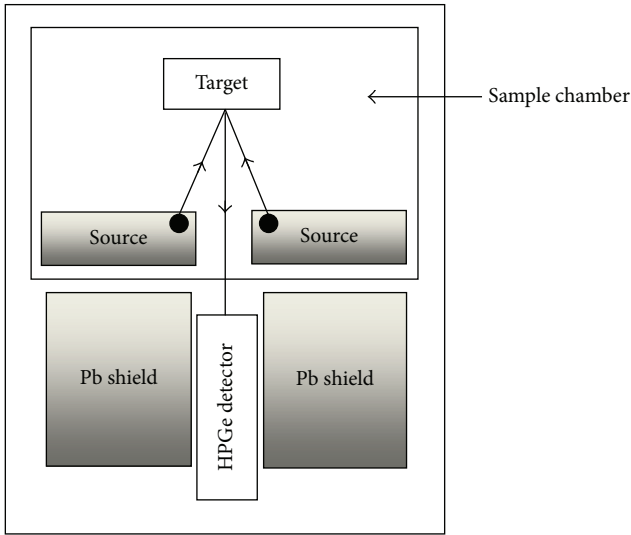 Target
Sample chamber
Source
Source
Pb shield
HPGe detector
Pb shield